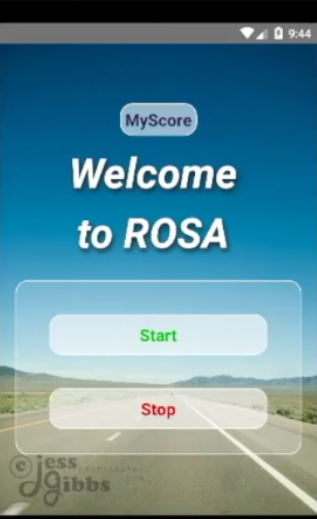 9:44
MyScore
Welcome
to ROSA
Start
Stop
© jess
Gibbs